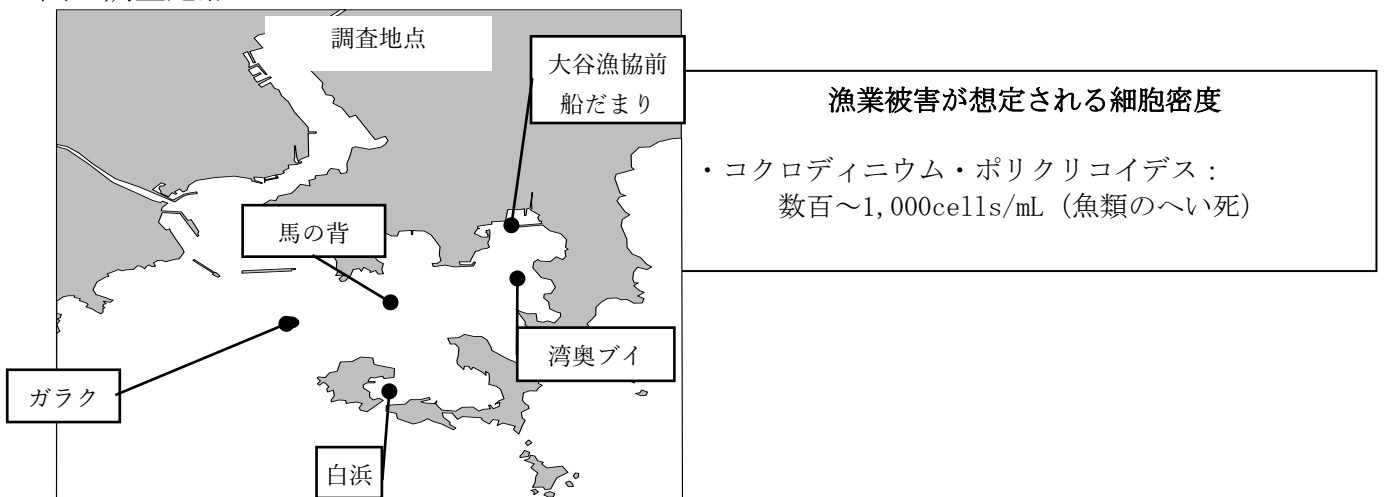 調査地点
大谷漁協前
船だまり
漁業被害が想定される細胞密度
・コクロディニウム・ポリクリコイデス：
数百～1,000cells/mL（魚類のへい死）
馬の背
湾奥ブイ
ガラク
白浜